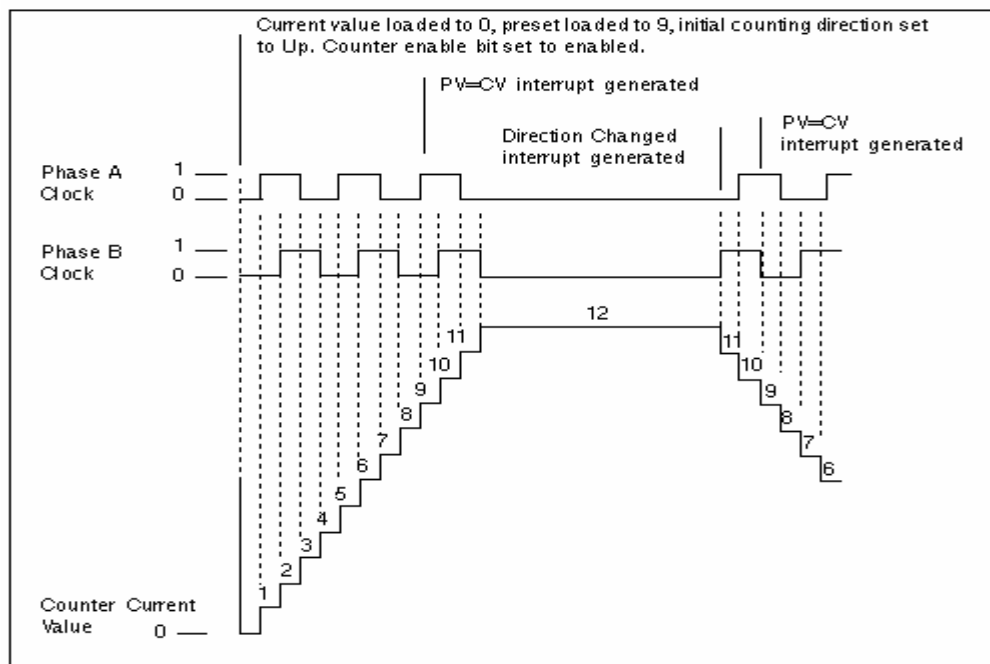 Current value loaded to 0, preset loaded to 9, initial counting direction set
to Up. Counter enable bit set to enabled.
PV=CV interrupt generated
Direction Changed
interrupt generated
PV=CV
interrupt generated
Phase A 1
Clock 0
Phase B 1
Clock 0
12
11 11
10 10
9 9
8 8
7 7
6 6
5
4
3
2
1
Counter Current
Value 0